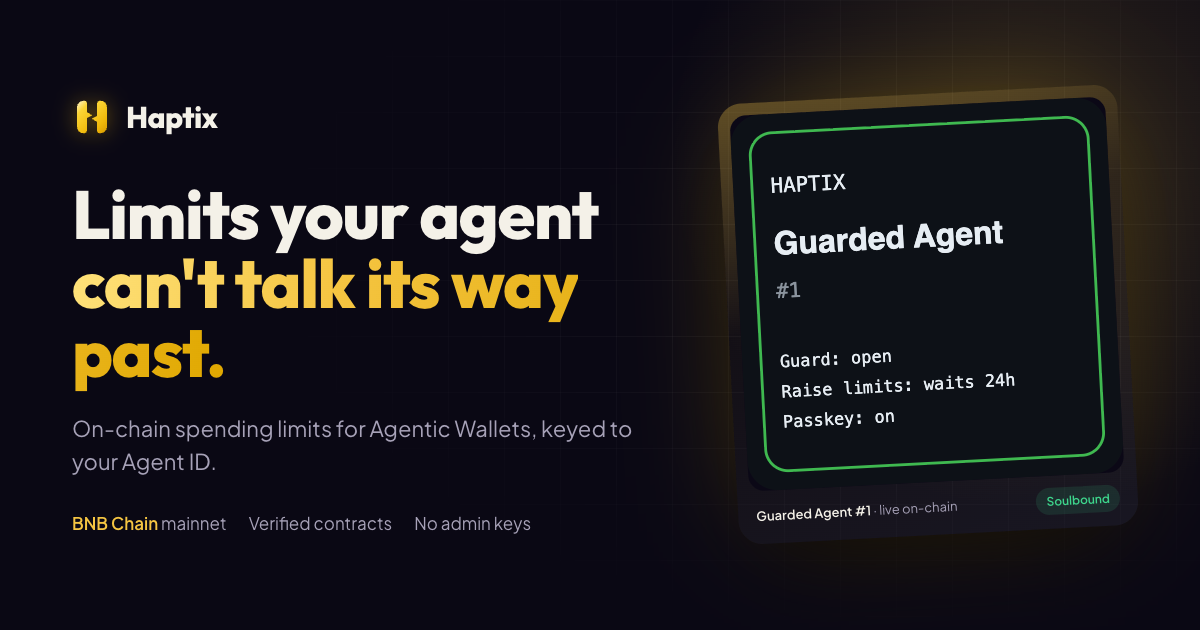 Haptix
Limits your agent
can't talk its way
past.
On-chain spending limits for Agentic Wallets, keyed to
your Agent ID.
BNB Chain mainnet Verified contracts No admin keys
HAPTIX
Guarded Agent
#1
Guard: open
Raise limits: waits 24h
Passkey: on
Guarded Agent #1 · live on-chain
Soulbound